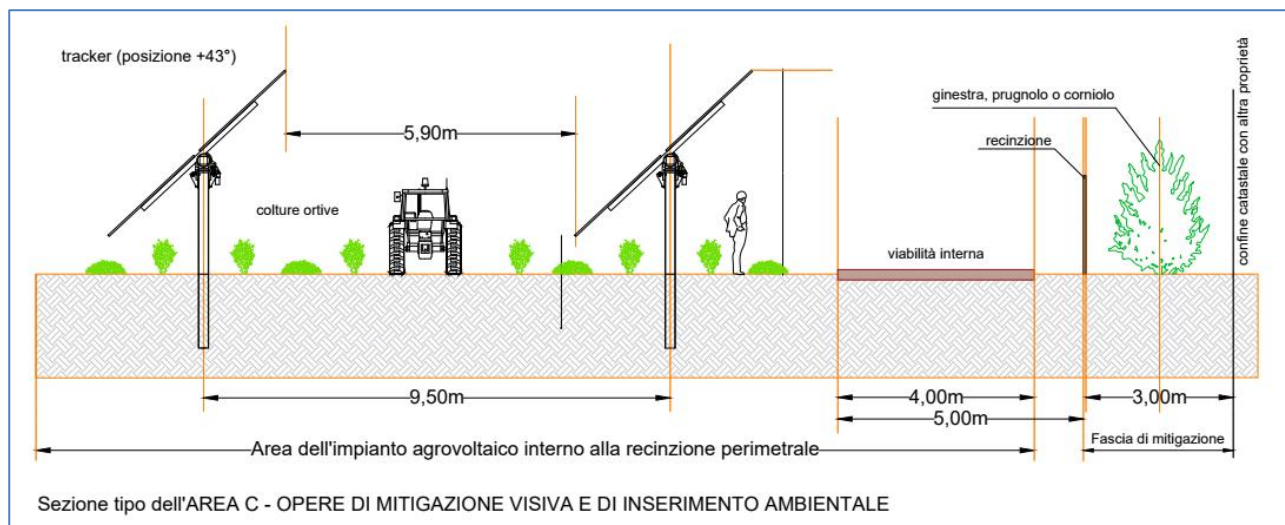 tracker (posizione +43°)
5,90m
colture ortive
ginestra, prugnolo o corniolo
recinzione
confine catastale con altra proprietà
viabilità interna
9,50m
4,00m
3,00m
5,00m
Area dell'impianto agrovoltaico interno alla recinzione perimetrale
Fascia di mitigazione
Sezione tipo dell'AREA C - OPERE DI MITIGAZIONE VISIVA E DI INSERIMENTO AMBIENTALE